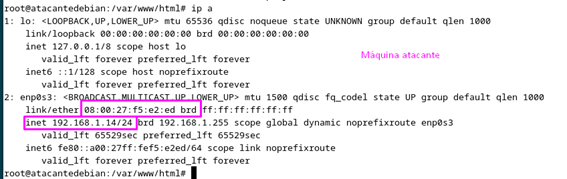 root@atacantedebian:/var/www/html# ip a
1: lo: <LOOPBACK,UP,LOWER_UP> mtu 65536 qdisc noqueue state UNKNOWN group default qlen 1000
link/loopback 00:00:00:00:00:00 brd 00:00:00:00:00:00
inet 127.0.0.1/8 scope host lo
valid_lft forever preferred_lft forever
Máquina atacante
inet6 ::1/128 scope host noprefixroute
valid_lft forever preferred_lft forever
2: enp0s3: <BROADCAST,MULTICAST,UP,LOWER_UP> mtu 1500 qdisc fq_codel state UP group default qlen 1000
link/ether 08:00:27:f5:e2:ed brd ff:ff:ff:ff:ff:ff
inet 192.168.1.14/24 brd 192.168.1.255 scope global dynamic noprefixroute enp0s3
valid_lft 65529sec preferred_lft 65529sec
inet6 fe80::a00:27ff:fef5:e2ed/64 scope link noprefixroute
valid_lft forever preferred_lft forever
root@atacantedebian:/var/www/html#